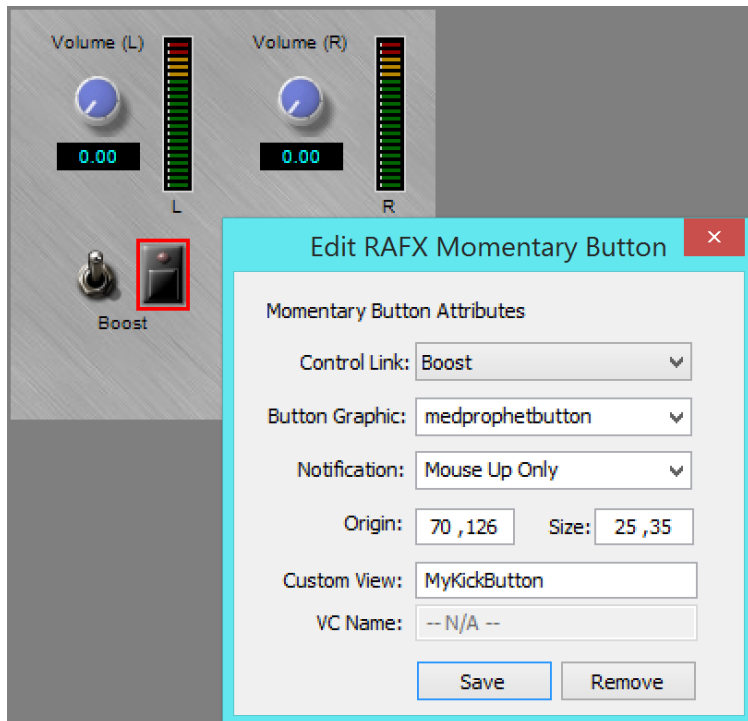 Volume (L) Volume (R)
0.00 0.00
L R
Boost
Edit RAFX Momentary Button
Momentary Button Attributes
Control Link: Boost
Button Graphic: medprophetbutton
Notification: Mouse Up Only
Origin: 70 ,126 Size: 25 ,35
Custom View: MyKickButton
VC Name: -- N/A --
Save Remove